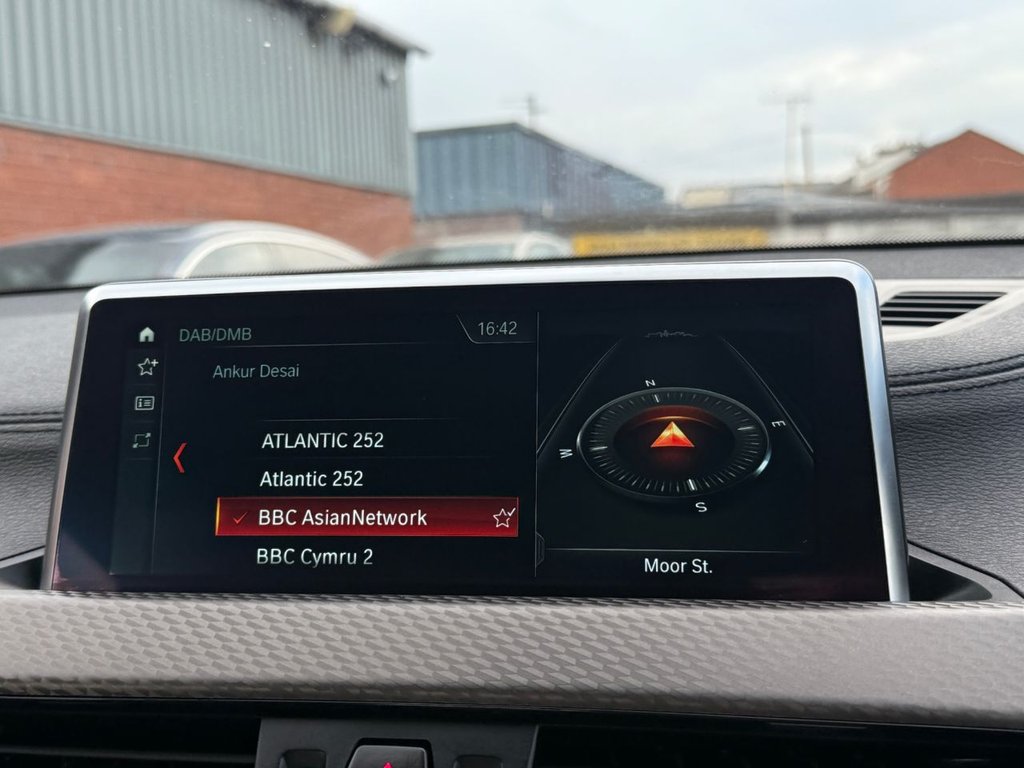 DAB/DMB
16:42
Ankur Desai
ATLANTIC 252
Atlantic 252
BBC AsianNetwork
BBC Cymru 2
N
E
W
S
Moor St.